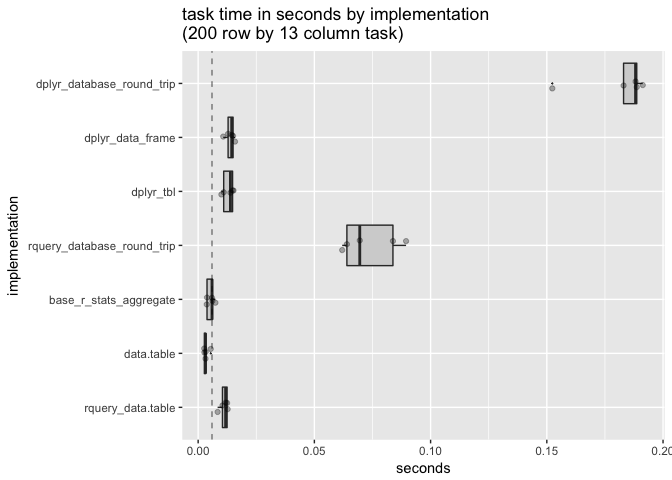 task time in seconds by implementation
(200 row by 13 column task)
dplyr_database_round_trip
dplyr_data_frame
dplyr_tbl
rquery_database_round_trip
base_r_stats_aggregate
data.table
rquery_data.table
implementation
0.00 0.05 0.10 0.15 0.20
seconds